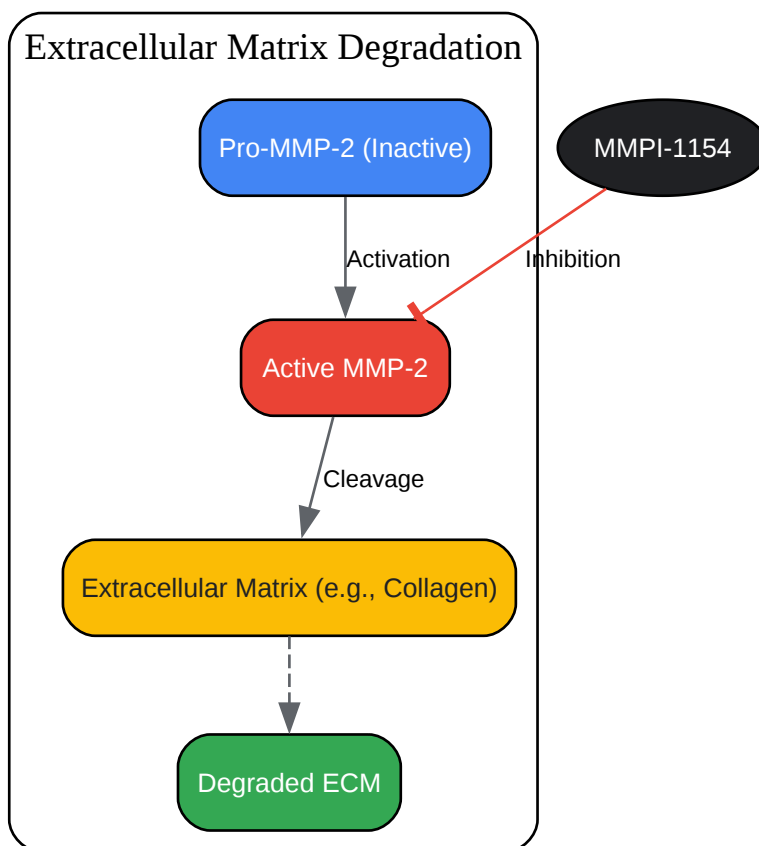 Extracellular Matrix Degradation
Pro-MMP-2 (Inactive)
MMPI-1154
Activation
Inhibition
Active MMP-2
Cleavage
Extracellular Matrix (e.g., Collagen)
Degraded ECM